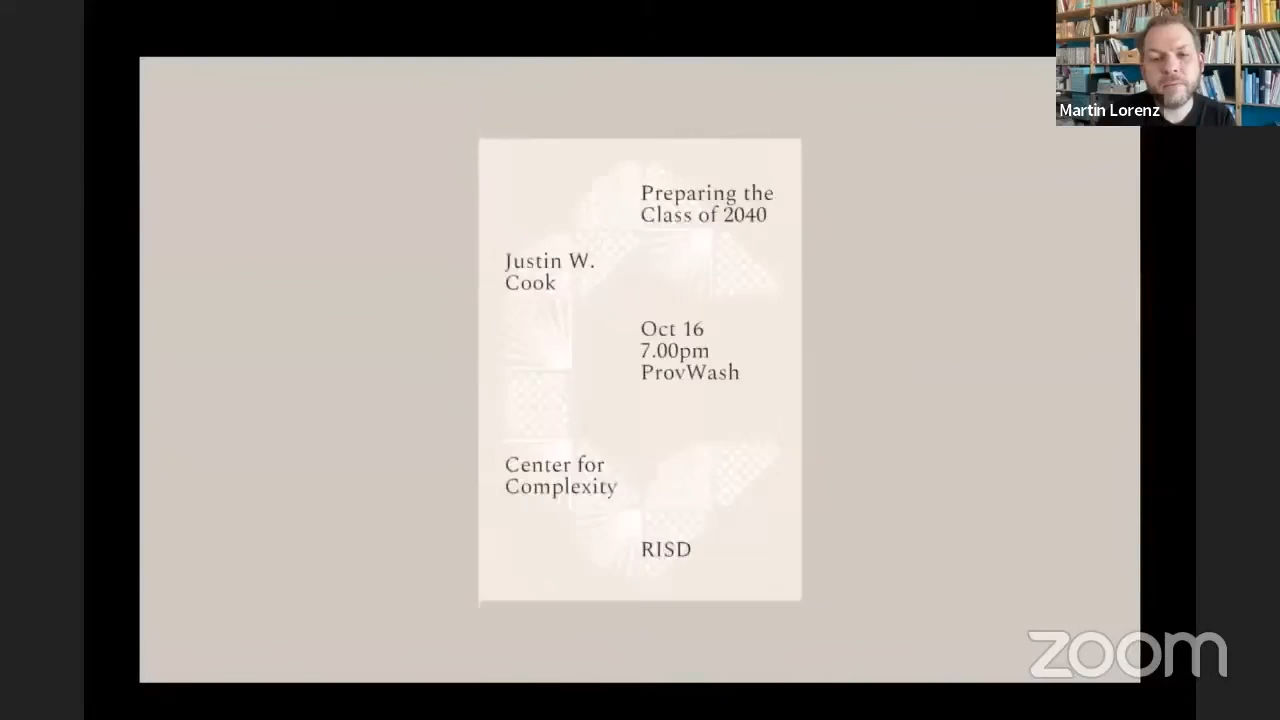 Martin Lorenz
Preparing the
Class of 2040
Justin W.
Cook
Oct 16
7.00pm
ProvWash
Center for
Complexity
RISD
zoom